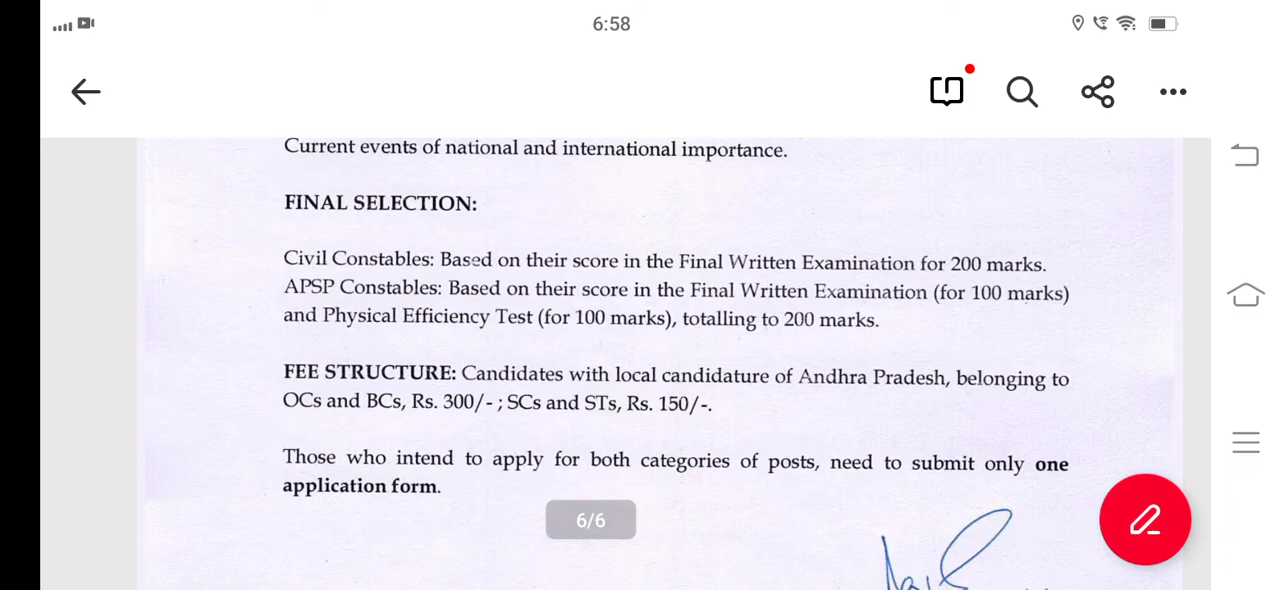 6:58
Current events of national and international importance.
FINAL SELECTION:
Civil Constables: Based on their score in the Final Written Examination for 200 marks.
APSP Constables: Based on their score in the Final Written Examination (for 100 marks)
and Physical Efficiency Test (for 100 marks), totalling to 200 marks.
FEE STRUCTURE: Candidates with local candidature of Andhra Pradesh, belonging to
OCs and BCs, Rs. 300/- ; SCs and STs, Rs. 150/-.
Those who intend to apply for both categories of posts, need to submit only one
application form.
6/6